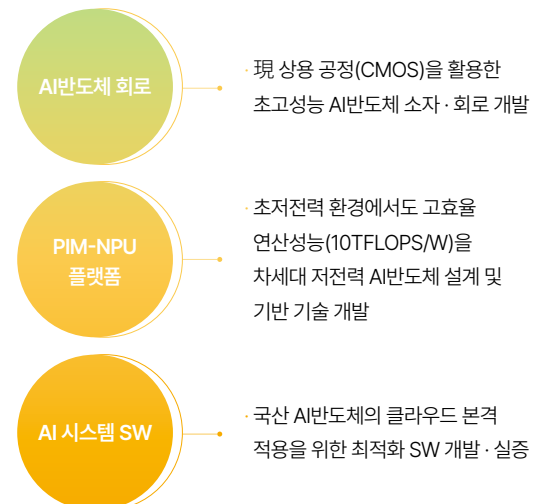 AI반도체 회로
· 現 상용 공정(CMOS)을 활용한
초고성능 AI반도체 소자 · 회로 개발
PIM-NPU
플랫폼
· 초저전력 환경에서도 고효율
연산성능(10TFLOPS/W)을
차세대 저전력 AI반도체 설계 및
기반 기술 개발
AI 시스템 SW
· 국산 AI반도체의 클라우드 본격
적용을 위한 최적화 SW 개발 · 실증